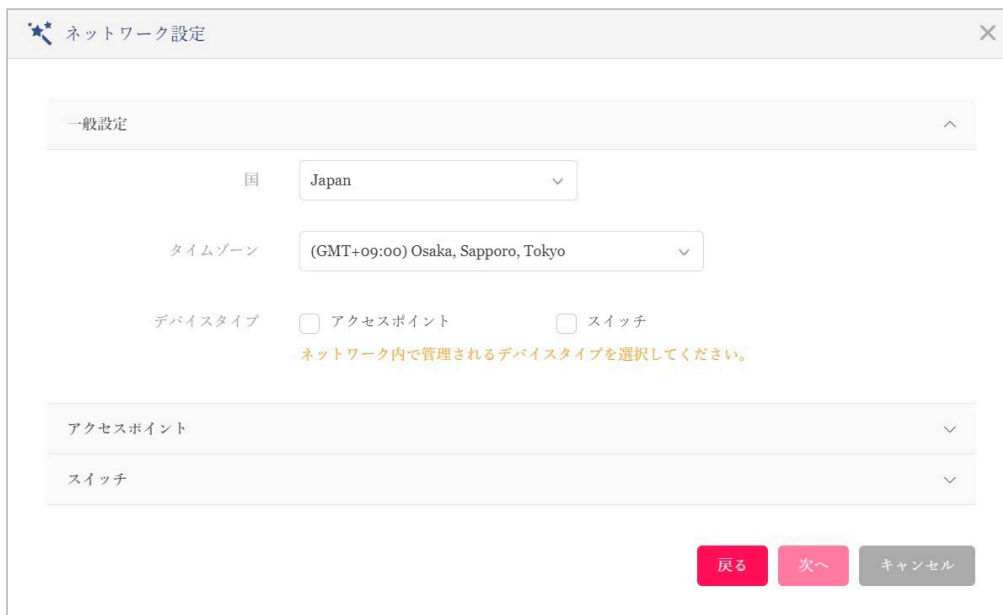 ネットワーク設定
一般設定
国 Japan
タイムゾーン (GMT+09:00) Osaka, Sapporo, Tokyo
デバイスタイプ アクセスポイント スイッチ
ネットワーク内で管理されるデバイスタイプを選択してください。
アクセスポイント
スイッチ
戻る 次へ キャンセル